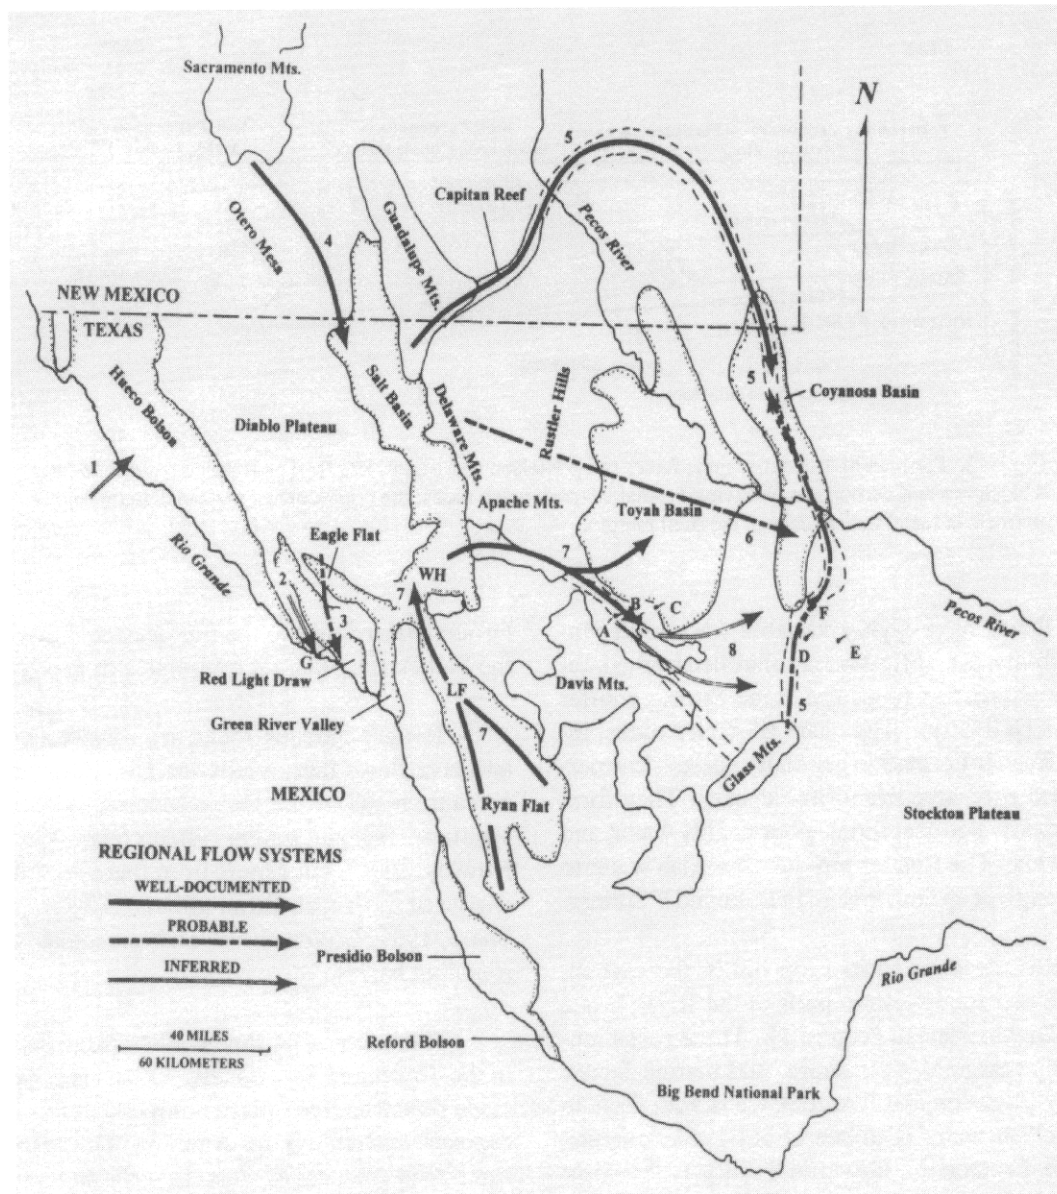 Sacramento Mts.
N
5
Capitan Reef
Otero Mesa
4
Guadalupe Mts.
Pecos River
NEW MEXICO
TEXAS
Hueco Bolson
Salt Basin
Delaware Mts.
Rustler Hills
5
Coyanosa Basin
Diablo Plateau
1
Apache Mts.
Toyah Basin
6
Eagle Flat
Rio Grande
WH
7
7
2
3
B
C
A
F
Pecos River
G
8
D
E
Red Light Draw
LF
Davis Mts.
5
Green River Valley
7
Glass Mts.
MEXICO
Ryan Flat
Stockton Plateau
REGIONAL FLOW SYSTEMS
WELL-DOCUMENTED
PROBABLE
INFERRED
Presidio Bolson
Rio Grande
40 MILES
60 KILOMETERS
Reford Bolson
Big Bend National Park